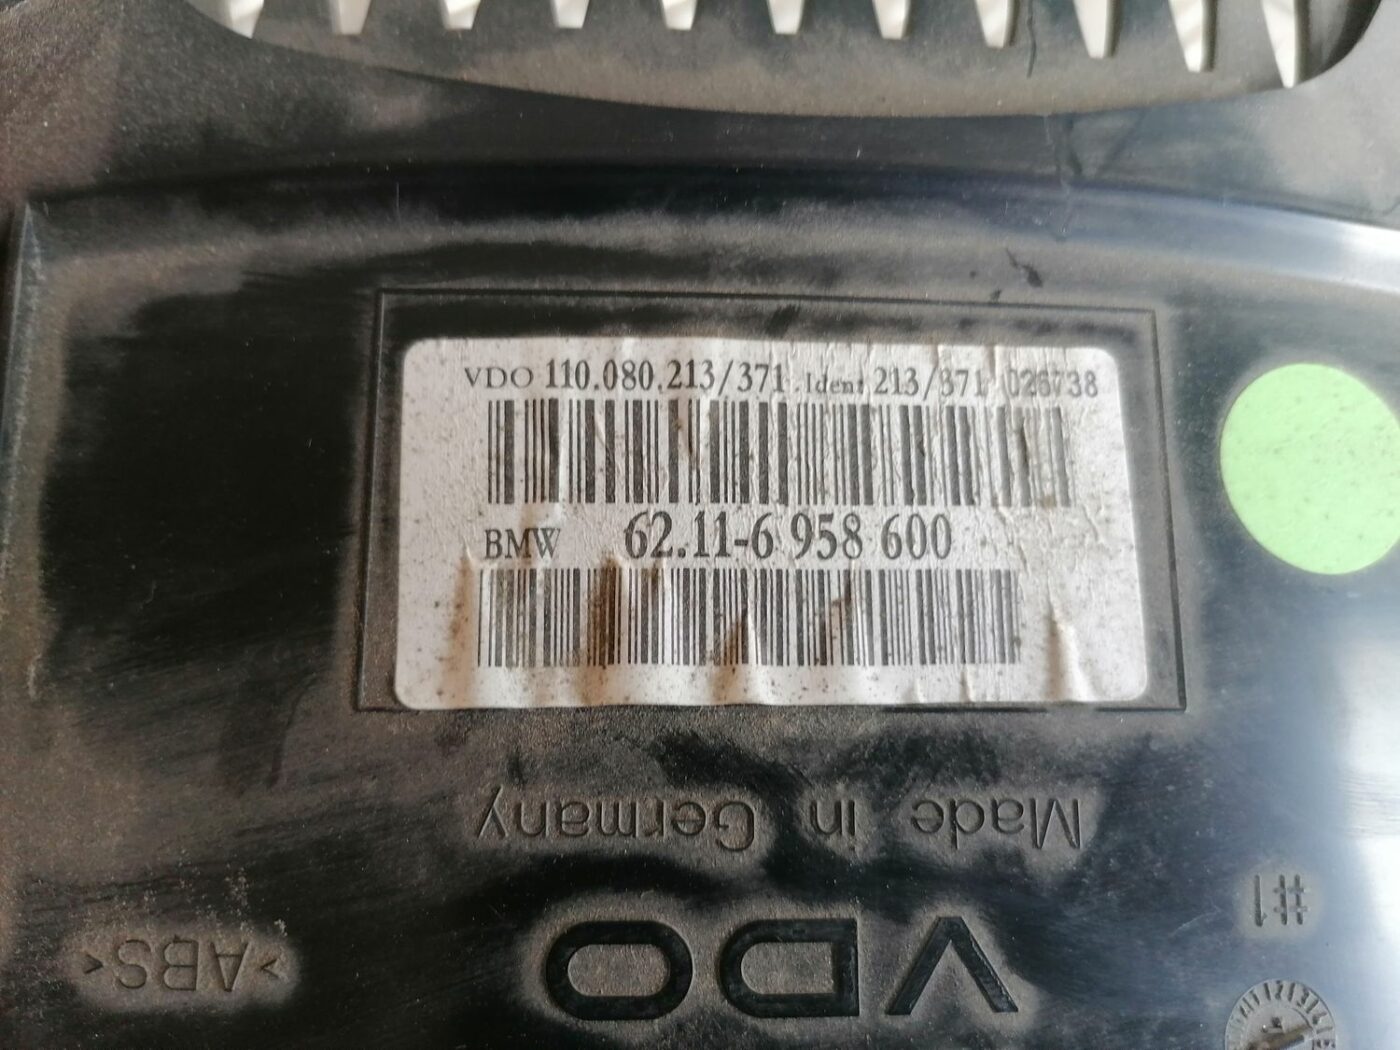 VDO 110.080.213/371 .Ident 213/371 026738
BMW 62.11-6 958 600
Made in Germany
#1
VDO
>ABS<